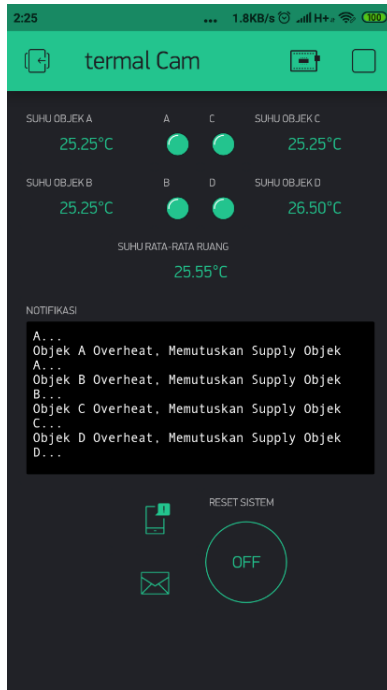 2:25 ... 1.8KB/s H+ 100
termal Cam
SUHU OBJEK A A C SUHU OBJEK C
25.25°C 25.25°C
SUHU OBJEK B B D SUHU OBJEK D
25.25°C 26.50°C
SUHU RATA-RATA RUANG
25.55°C
NOTIFIKASI
A...
Objek A Overheat, Memutuskan Supply Objek
A...
Objek B Overheat, Memutuskan Supply Objek
B...
Objek C Overheat, Memutuskan Supply Objek
C...
Objek D Overheat, Memutuskan Supply Objek
D...
RESET SISTEM
OFF